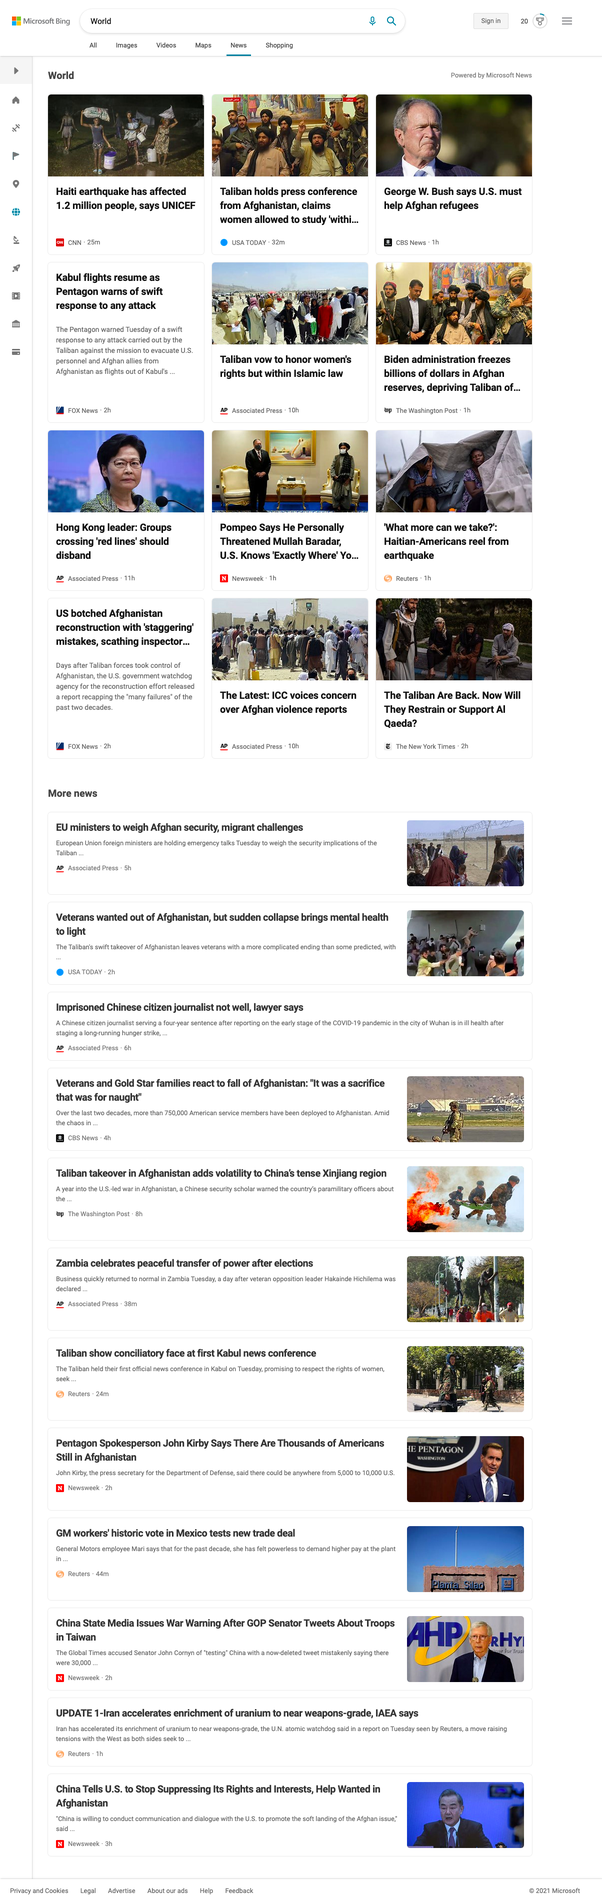 Microsoft Bing
World
Sign in
20
All
Images
Videos
Maps
News
Shopping
World
Powered by Microsoft News
Haiti earthquake has affected
1.2 million people, says UNICEF
CNN · 25m
Taliban holds press conference
from Afghanistan, claims
women allowed to study 'withi...
USA TODAY · 32m
George W. Bush says U.S. must
help Afghan refugees
CBS News · 1h
Kabul flights resume as
Pentagon warns of swift
response to any attack
The Pentagon warned Tuesday of a swift
response to any attack carried out by the
Taliban against the mission to evacuate U.S.
personnel and Afghan allies from
Afghanistan as flights out of Kabul's ...
FOX News · 2h
Taliban vow to honor women's
rights but within Islamic law
AP
Associated Press · 10h
Biden administration freezes
billions of dollars in Afghan
reserves, depriving Taliban of...
wp
The Washington Post · 1h
Hong Kong leader: Groups
crossing 'red lines' should
disband
AP
Associated Press · 11h
Pompeo Says He Personally
Threatened Mullah Baradar,
U.S. Knows 'Exactly Where' Yo...
N
Newsweek · 1h
'What more can we take?':
Haitian-Americans reel from
earthquake
Reuters · 1h
US botched Afghanistan
reconstruction with 'staggering'
mistakes, scathing inspector...
Days after Taliban forces took control of
Afghanistan, the U.S. government watchdog
agency for the reconstruction effort released
a report recapping the "many failures" of the
past two decades.
FOX News · 2h
The Latest: ICC voices concern
over Afghan violence reports
AP
Associated Press · 10h
The Taliban Are Back. Now Will
They Restrain or Support Al
Qaeda?
The New York Times · 2h
More news
EU ministers to weigh Afghan security, migrant challenges
European Union foreign ministers are holding emergency talks Tuesday to weigh the security implications of the
Taliban ...
AP
Associated Press · 5h
Veterans wanted out of Afghanistan, but sudden collapse brings mental health
to light
The Taliban's swift takeover of Afghanistan leaves veterans with a more complicated ending than some predicted, with
...
USA TODAY · 2h
Imprisoned Chinese citizen journalist not well, lawyer says
A Chinese citizen journalist serving a four-year sentence after reporting on the early stage of the COVID-19 pandemic in the city of Wuhan is in ill health after
staging a long-running hunger strike, ...
AP
Associated Press · 6h
Veterans and Gold Star families react to fall of Afghanistan: "It was a sacrifice
that was for naught"
Over the last two decades, more than 750,000 American service members have been deployed to Afghanistan. Amid
the chaos in ...
CBS News · 4h
Taliban takeover in Afghanistan adds volatility to China's tense Xinjiang region
A year into the U.S.-led war in Afghanistan, a Chinese security scholar warned the country's paramilitary officers about
the ...
wp
The Washington Post · 8h
Zambia celebrates peaceful transfer of power after elections
Business quickly returned to normal in Zambia Tuesday, a day after veteran opposition leader Hakainde Hichilema was
declared ...
AP
Associated Press · 38m
Taliban show conciliatory face at first Kabul news conference
The Taliban held their first official news conference in Kabul on Tuesday, promising to respect the rights of women,
seek ...
Reuters · 24m
Pentagon Spokesperson John Kirby Says There Are Thousands of Americans
Still in Afghanistan
John Kirby, the press secretary for the Department of Defense, said there could be anywhere from 5,000 to 10,000 U.S.
N
Newsweek · 2h
HE PENTAGON
WASHINGTON
GM workers' historic vote in Mexico tests new trade deal
General Motors employee Mari says that for the past decade, she has felt powerless to demand higher pay at the plant
in ...
Reuters · 44m
Planta Silao
China State Media Issues War Warning After GOP Senator Tweets About Troops
in Taiwan
The Global Times accused Senator John Cornyn of "testing" China with a now-deleted tweet mistakenly saying there
were 30,000 ...
N
Newsweek · 2h
AHP
UPDATE 1-Iran accelerates enrichment of uranium to near weapons-grade, IAEA says
Iran has accelerated its enrichment of uranium to near weapons-grade, the U.N. atomic watchdog said in a report on Tuesday seen by Reuters, a move raising
tensions with the West as both sides seek to ...
Reuters · 1h
China Tells U.S. to Stop Suppressing Its Rights and Interests, Help Wanted in
Afghanistan
"China is willing to conduct communication and dialogue with the U.S. to promote the soft landing of the Afghan issue,"
said ...
N
Newsweek · 3h
Privacy and Cookies
Legal
Advertise
About our ads
Help
Feedback
© 2021 Microsoft